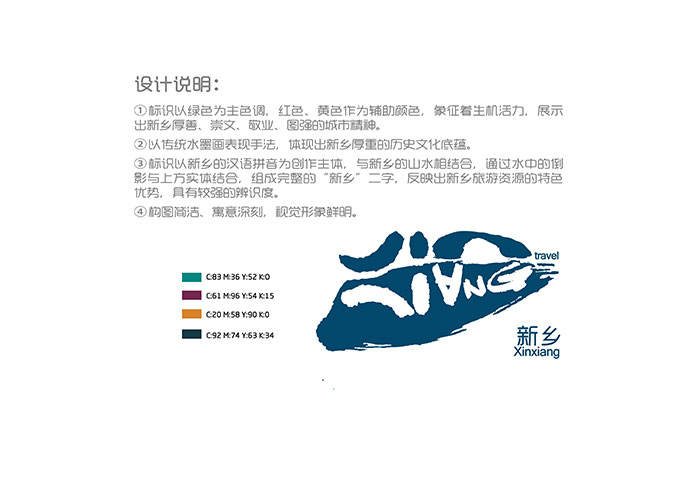 设计说明：
①标识以绿色为主色调，红色、黄色作为辅助颜色，象征着生机活力，展示
出新乡厚善、崇文、敬业、图强的城市精神。
②以传统水墨画表现手法，体现出新乡厚重的历史文化底蕴。
③标识以新乡的汉语拼音为创作主体，与新乡的山水相结合，通过水中的倒
影与上方实体结合，组成完整的“新乡”二字，反映出新乡旅游资源的特色
优势，具有较强的辨识度。
④构图简洁、寓意深刻，视觉形象鲜明。
travel
XIANG
C:83 M:36 Y:52 K:0
C:61 M:96 Y:54 K:15
C:20 M:58 Y:90 K:0
C:92 M:74 Y:63 K:34
新乡
Xinxiang